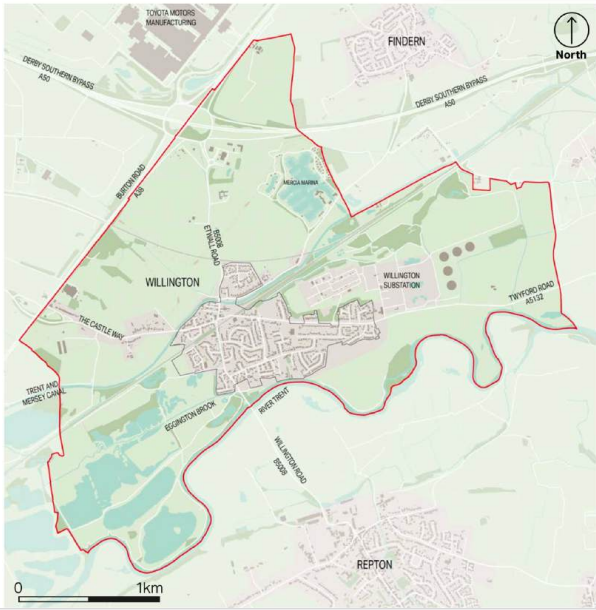 TOYOTA MOTORS
MANUFACTURING
FINDERN
North
DERBY SOUTHERN BYPASS
A50
DERBY SOUTHERN BYPASS
A50
BURTON ROAD
A38
MERCIA MARINA
B5008
ETWALL ROAD
WILLINGTON
WILLINGTON
SUBSTATION
TWYFORD ROAD
A5132
THE CASTLE WAY
TRENT AND
MERSEY CANAL
EGGINGTON BROOK
RIVER TRENT
WILLINGTON ROAD
B5008
REPTON
0
1km